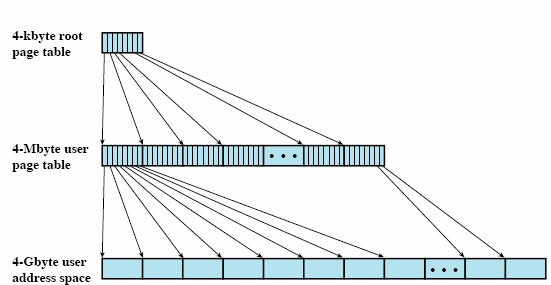 4-kbyte root
page table
4-Mbyte user
page table
• • •
4-Gbyte user
address space
• • •